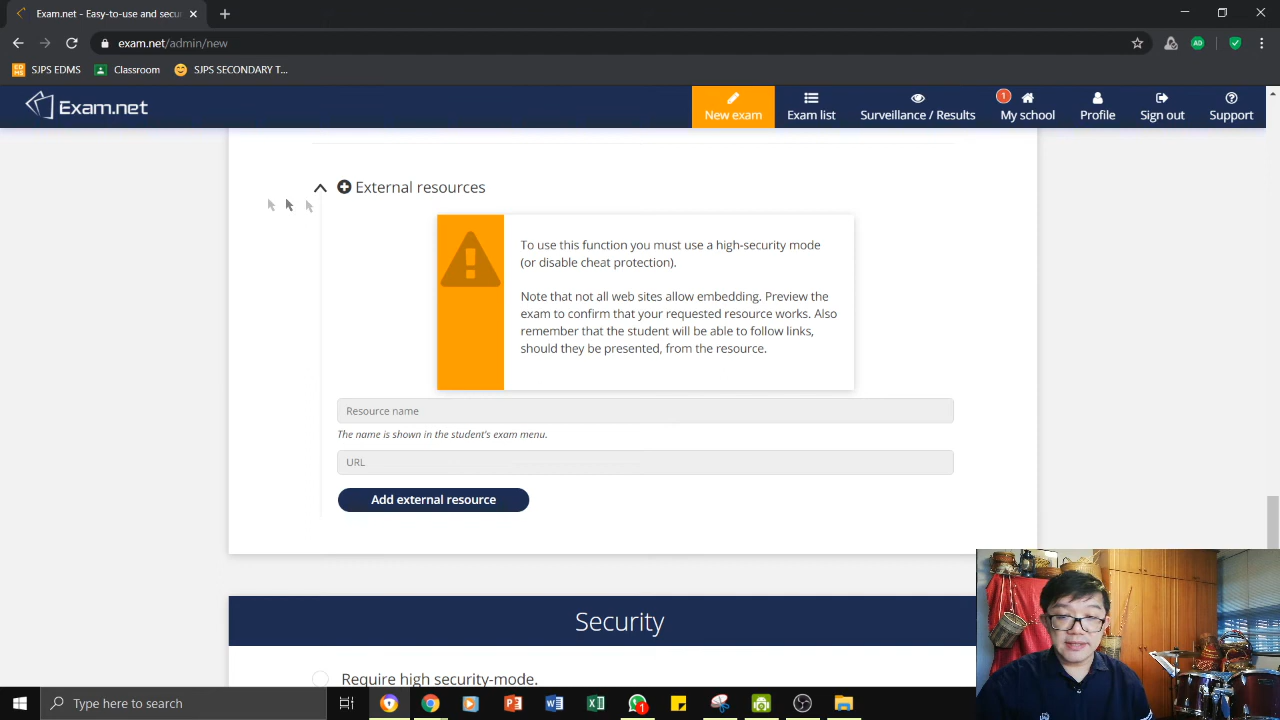 Exam.net - Easy-to-use and secu
exam.net/admin/new
SJPS EDMS
Classroom
SJPS SECONDARY T...
Exam.net
New exam
Exam list
Surveillance / Results
1
My school
Profile
Sign out
Support
External resources
To use this function you must use a high-security mode
(or disable cheat protection).
Note that not all web sites allow embedding. Preview the
exam to confirm that your requested resource works. Also
remember that the student will be able to follow links,
should they be presented, from the resource.
Resource name
The name is shown in the student's exam menu.
URL
Add external resource
Security
Require high security-mode.
Type here to search
1